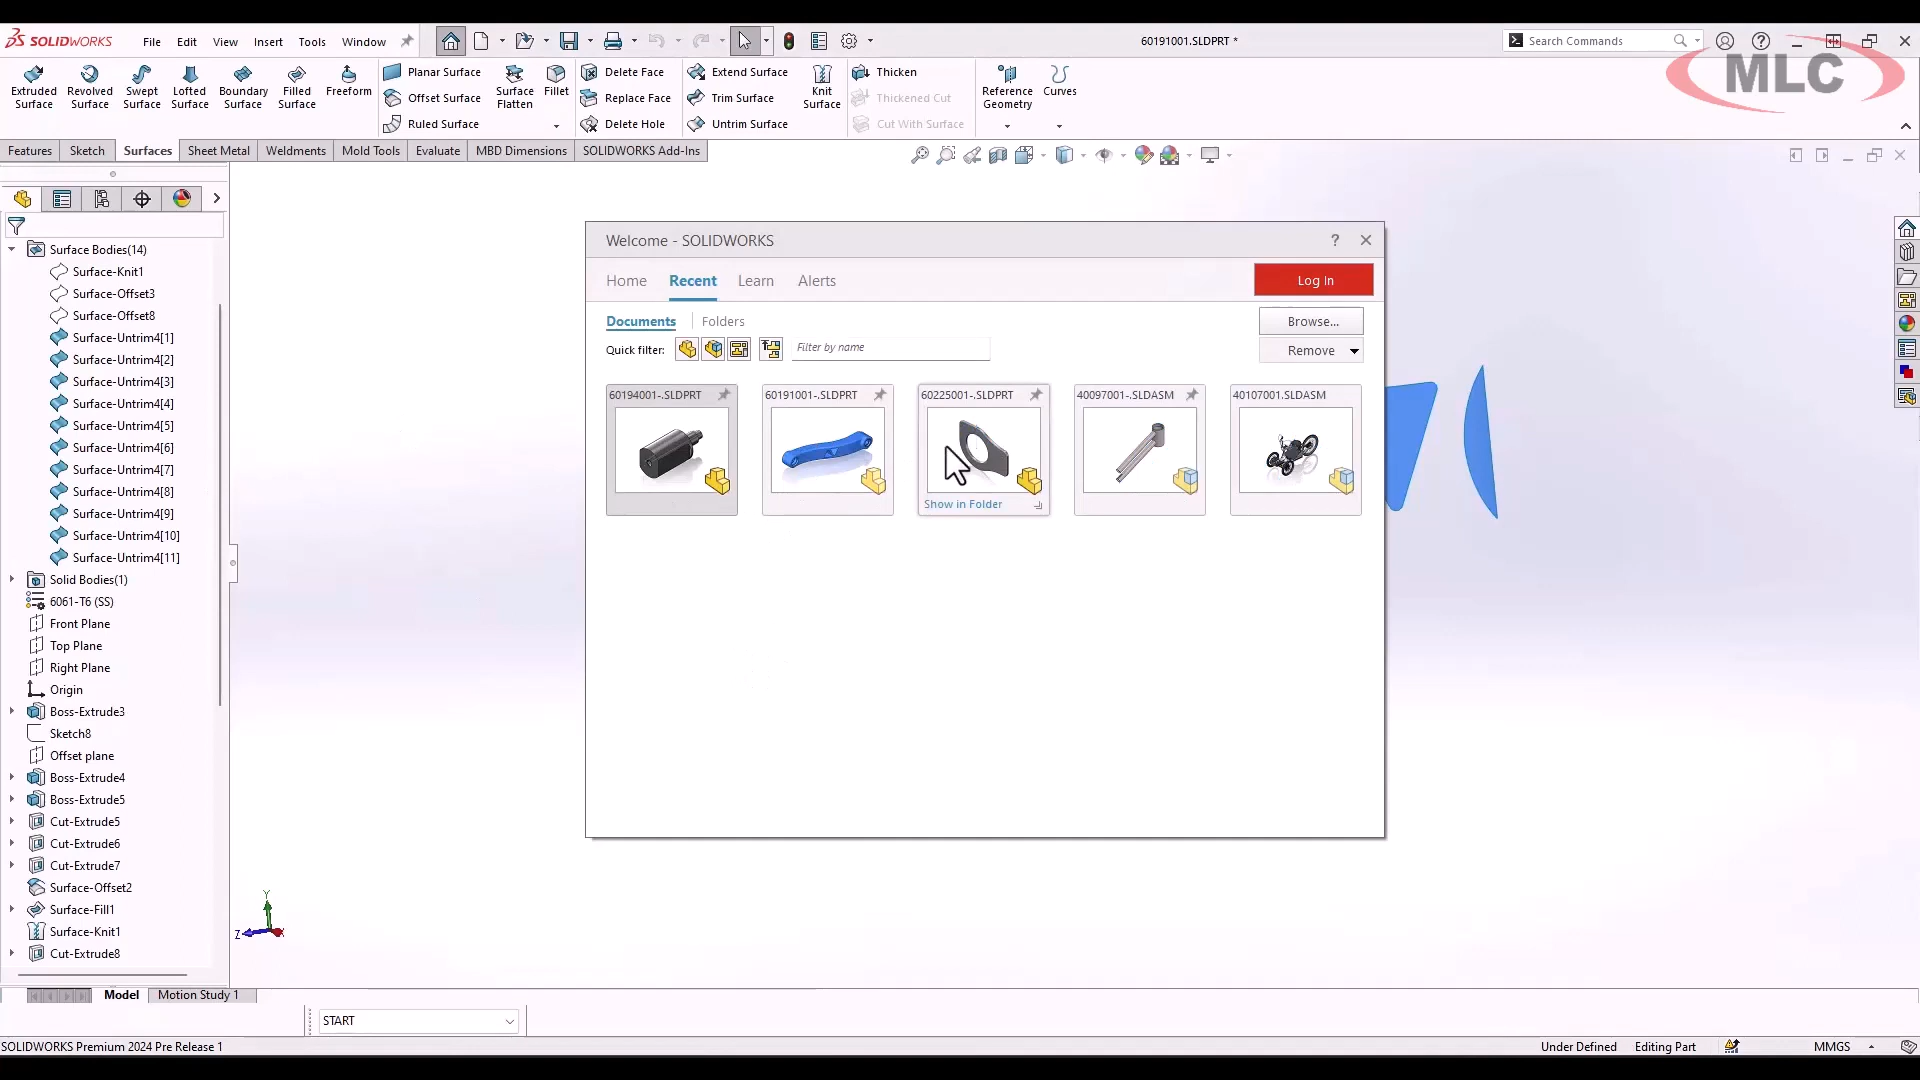 SOLIDWORKS
File Edit View Insert Tools Window
60191001.SLDPRT *
Search Commands
MLC
Extruded Surface
Revolved Surface
Swept Surface
Lofted Surface
Boundary Surface
Filled Surface
Freeform
Planar Surface
Offset Surface
Ruled Surface
Surface Flatten
Fillet
Delete Face
Replace Face
Delete Hole
Extend Surface
Trim Surface
Untrim Surface
Knit Surface
Thicken
Thickened Cut
Cut With Surface
Reference Geometry
Curves
Features Sketch Surfaces Sheet Metal Weldments Mold Tools Evaluate MBD Dimensions SOLIDWORKS Add-Ins
Surface Bodies(14)
Surface-Knit1
Surface-Offset3
Surface-Offset8
Surface-Untrim4[1]
Surface-Untrim4[2]
Surface-Untrim4[3]
Surface-Untrim4[4]
Surface-Untrim4[5]
Surface-Untrim4[6]
Surface-Untrim4[7]
Surface-Untrim4[8]
Surface-Untrim4[9]
Surface-Untrim4[10]
Surface-Untrim4[11]
Solid Bodies(1)
6061-T6 (SS)
Front Plane
Top Plane
Right Plane
Origin
Boss-Extrude3
Sketch8
Offset plane
Boss-Extrude4
Boss-Extrude5
Cut-Extrude5
Cut-Extrude6
Cut-Extrude7
Surface-Offset2
Surface-Fill1
Surface-Knit1
Cut-Extrude8
Welcome - SOLIDWORKS
?
Home Recent Learn Alerts
Log In
Documents Folders
Browse...
Quick filter:
Filter by name
Remove
60194001-.SLDPRT
60191001-.SLDPRT
60225001-.SLDPRT
40097001-.SLDASM
40107001.SLDASM
Show in Folder
Y
Z
Model Motion Study 1
START
SOLIDWORKS Premium 2024 Pre Release 1
Under Defined Editing Part MMGS